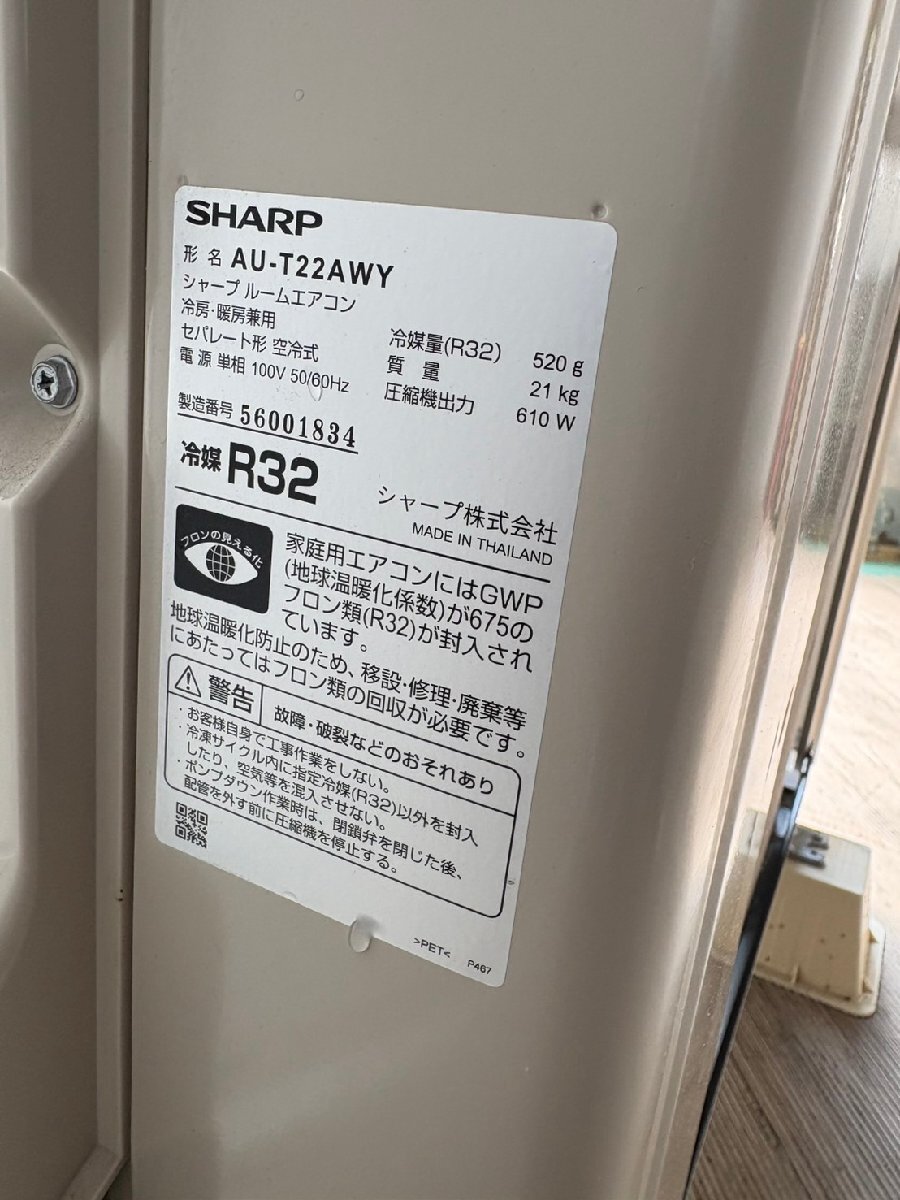 SHARP
形名 AU-T22AWY
シャープ ルームエアコン
冷房・暖房兼用
セパレート形 空冷式
電源 単相 100V 50/60Hz
冷媒量(R32) 520 g
質量 21 kg
圧縮機出力 610 W
製造番号 56001834
冷媒 R32
シャープ株式会社
MADE IN THAILAND
フロンの見える化
家庭用エアコンにはGWP
(地球温暖化係数)が675の
フロン類(R32)が封入され
ています。
地球温暖化防止のため、移設・修理・廃棄等
にあたってはフロン類の回収が必要です。
警告 故障・破裂などのおそれあり
・お客様自身で工事作業をしない。
・冷凍サイクル内に指定冷媒(R32)以外を封入
したり、空気等を混入させない。
・ポンプダウン作業時は、閉鎖弁を閉じた後、
配管を外す前に圧縮機を停止する。
>PET< P467